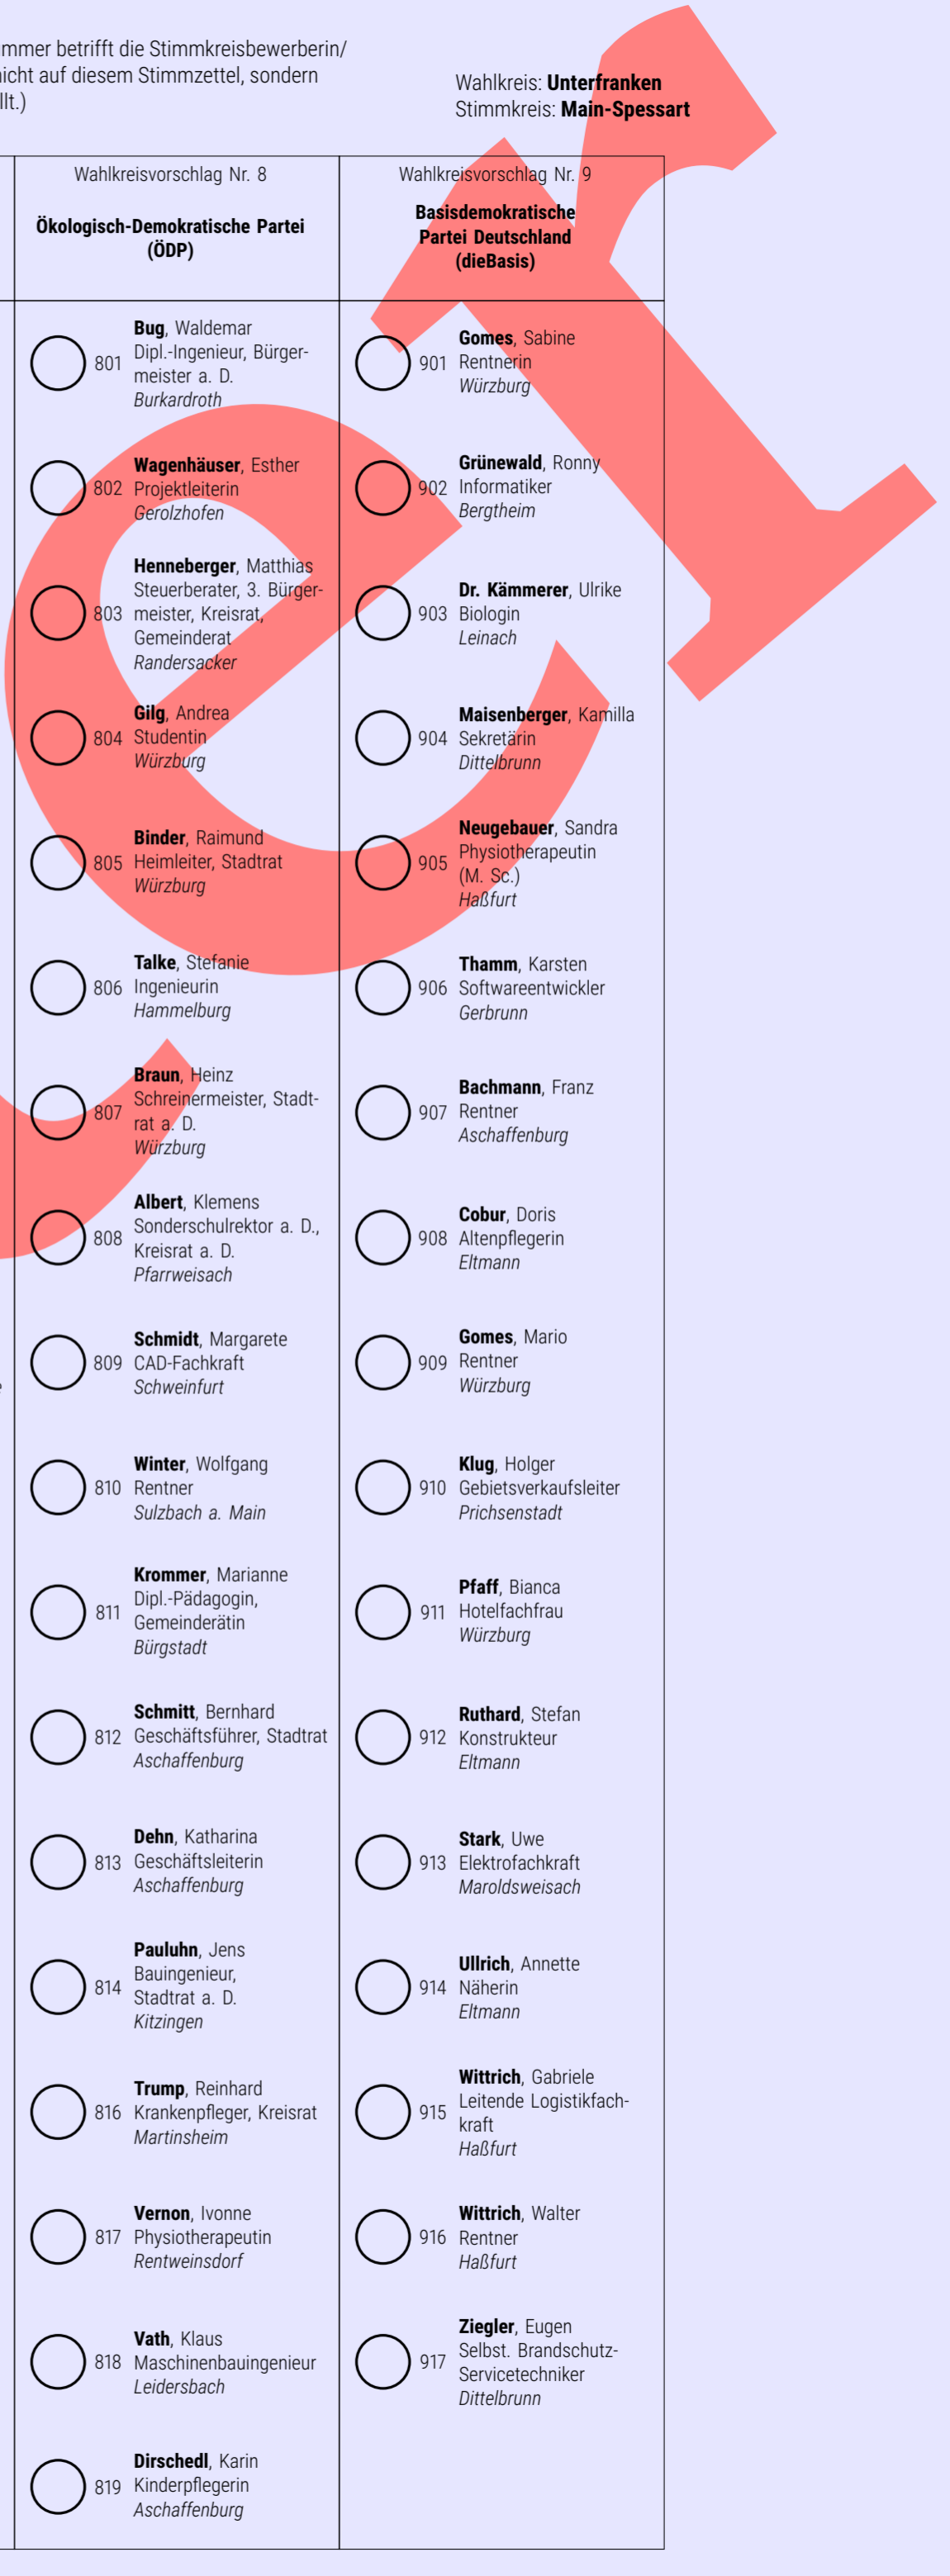 ummer betrifft die Stimmkreisbewerberin/
nicht auf diesem Stimmzettel, sondern
llt.)
Wahlkreis: Unterfranken
Stimmkreis: Main-Spessart
Wahlkreisvorschlag Nr. 8
Ökologisch-Demokratische Partei
(ÖDP)
801
Bug, Waldemar
Dipl.-Ingenieur, Bürger-
meister a. D.
Burkardroth
802
Wagenhäuser, Esther
Projektleiterin
Gerolzhofen
803
Henneberger, Matthias
Steuerberater, 3. Bürger-
meister, Kreisrat,
Gemeinderat
Randersacker
804
Gilg, Andrea
Studentin
Würzburg
805
Binder, Raimund
Heimleiter, Stadtrat
Würzburg
806
Talke, Stefanie
Ingenieurin
Hammelburg
807
Braun, Heinz
Schreinermeister, Stadt-
rat a. D.
Würzburg
808
Albert, Klemens
Sonderschulrektor a. D.,
Kreisrat a. D.
Pfarrweisach
809
Schmidt, Margarete
CAD-Fachkraft
Schweinfurt
810
Winter, Wolfgang
Rentner
Sulzbach a. Main
811
Krommer, Marianne
Dipl.-Pädagogin,
Gemeinderätin
Bürgstadt
812
Schmitt, Bernhard
Geschäftsführer, Stadtrat
Aschaffenburg
813
Dehn, Katharina
Geschäftsleiterin
Aschaffenburg
814
Pauluhn, Jens
Bauingenieur,
Stadtrat a. D.
Kitzingen
816
Trump, Reinhard
Krankenpfleger, Kreisrat
Martinsheim
817
Vernon, Ivonne
Physiotherapeutin
Rentweinsdorf
818
Vath, Klaus
Maschinenbauingenieur
Leidersbach
819
Dirschedl, Karin
Kinderpflegerin
Aschaffenburg
Wahlkreisvorschlag Nr. 9
Basisdemokratische
Partei Deutschland
(dieBasis)
901
Gomes, Sabine
Rentnerin
Würzburg
902
Grünewald, Ronny
Informatiker
Bergtheim
903
Dr. Kämmerer, Ulrike
Biologin
Leinach
904
Maisenberger, Kamilla
Sekretärin
Dittelbrunn
905
Neugebauer, Sandra
Physiotherapeutin
(M. Sc.)
Haßfurt
906
Thamm, Karsten
Softwareentwickler
Gerbrunn
907
Bachmann, Franz
Rentner
Aschaffenburg
908
Cobur, Doris
Altenpflegerin
Eltmann
909
Gomes, Mario
Rentner
Würzburg
910
Klug, Holger
Gebietsverkaufsleiter
Prichsenstadt
911
Pfaff, Bianca
Hotelfachfrau
Würzburg
912
Ruthard, Stefan
Konstrukteur
Eltmann
913
Stark, Uwe
Elektrofachkraft
Maroldsweisach
914
Ullrich, Annette
Näherin
Eltmann
915
Wittrich, Gabriele
Leitende Logistikfach-
kraft
Haßfurt
916
Wittrich, Walter
Rentner
Haßfurt
917
Ziegler, Eugen
Selbst. Brandschutz-
Servicetechniker
Dittelbrunn
er